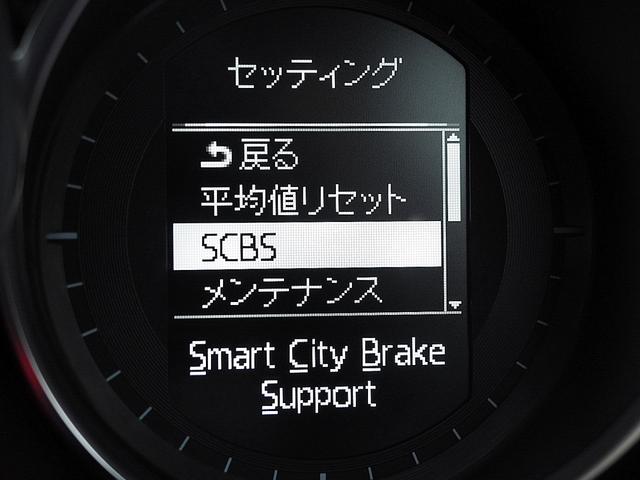 セッティング
戻る
平均値リセット
SCBS
メンテナンス
Smart City Brake
Support